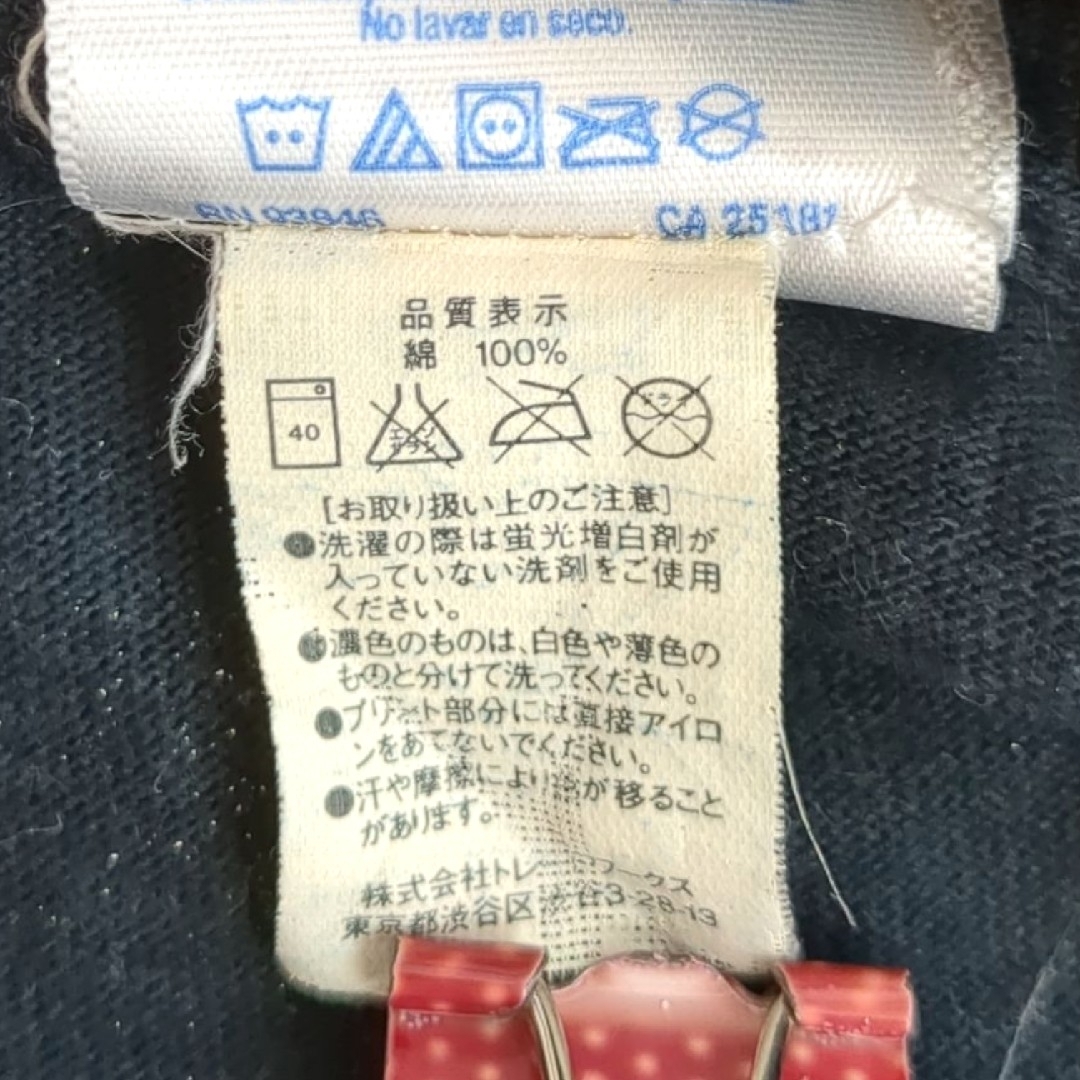 No lavar en seco.
CA 25181
品質表示
綿 100%
40
ドライ
[お取り扱い上のご注意]
●洗濯の際は蛍光増白剤が
入っていない洗剤をご使用
ください。
●濃色のものは、白色や薄色の
ものと分けて洗ってください。
●プリント部分には直接アイロ
ンをあてないでください。
●汗や摩擦により色が移ること
があります。
株式会社トレードワークス
東京都渋谷区渋谷3-28-13